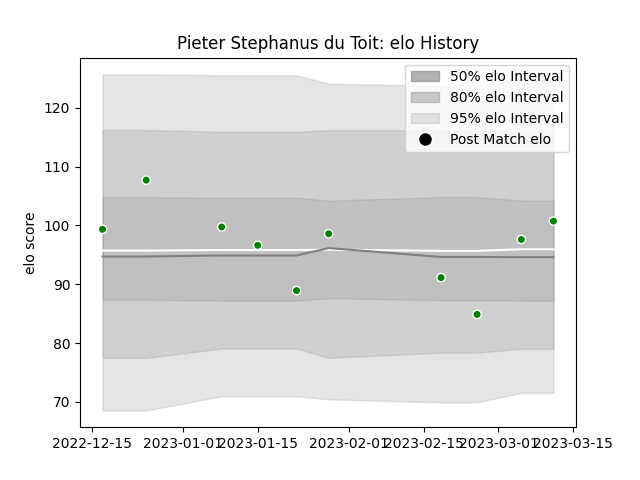 Pieter Stephanus du Toit: elo History
50% elo Interval
80% elo Interval
95% elo Interval
Post Match elo
elo score
120
110
100
90
80
70
2022-12-15
2023-01-01
2023-01-15
2023-02-01
2023-02-15
2023-03-01
2023-03-15